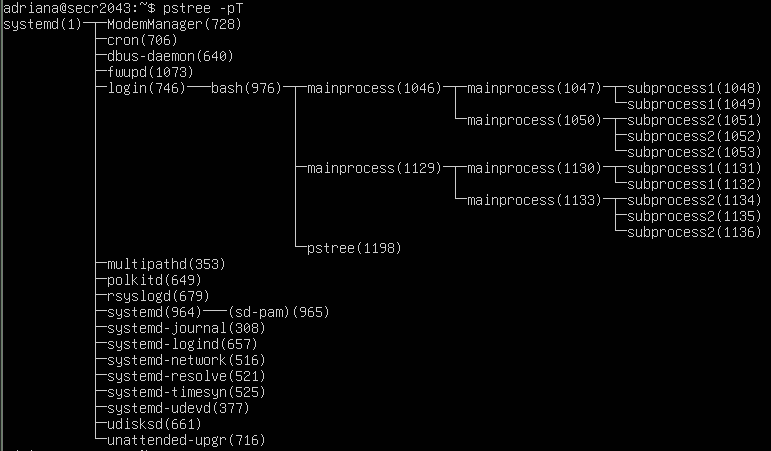 adriana@secr2043:~$ pstree -pT
systemd(1)─┬─ModemManager(728)
           ├─cron(706)
           ├─dbus-daemon(640)
           ├─fwupd(1073)
           ├─login(746)───bash(976)─┬─mainprocess(1046)─┬─mainprocess(1047)─┬─subprocess1(1048)
           │                        │                   │                   └─subprocess1(1049)
           │                        │                   └─mainprocess(1050)─┬─subprocess2(1051)
           │                        │                                       ├─subprocess2(1052)
           │                        │                                       └─subprocess2(1053)
           │                        ├─mainprocess(1129)─┬─mainprocess(1130)─┬─subprocess1(1131)
           │                        │                   │                   └─subprocess1(1132)
           │                        │                   └─mainprocess(1133)─┬─subprocess2(1134)
           │                        │                                       ├─subprocess2(1135)
           │                        │                                       └─subprocess2(1136)
           │                        └─pstree(1198)
           ├─multipathd(353)
           ├─polkitd(649)
           ├─rsyslogd(679)
           ├─systemd(964)───(sd-pam)(965)
           ├─systemd-journal(308)
           ├─systemd-logind(657)
           ├─systemd-network(516)
           ├─systemd-resolve(521)
           ├─systemd-timesyn(525)
           ├─systemd-udevd(377)
           ├─udisksd(661)
           └─unattended-upgr(716)